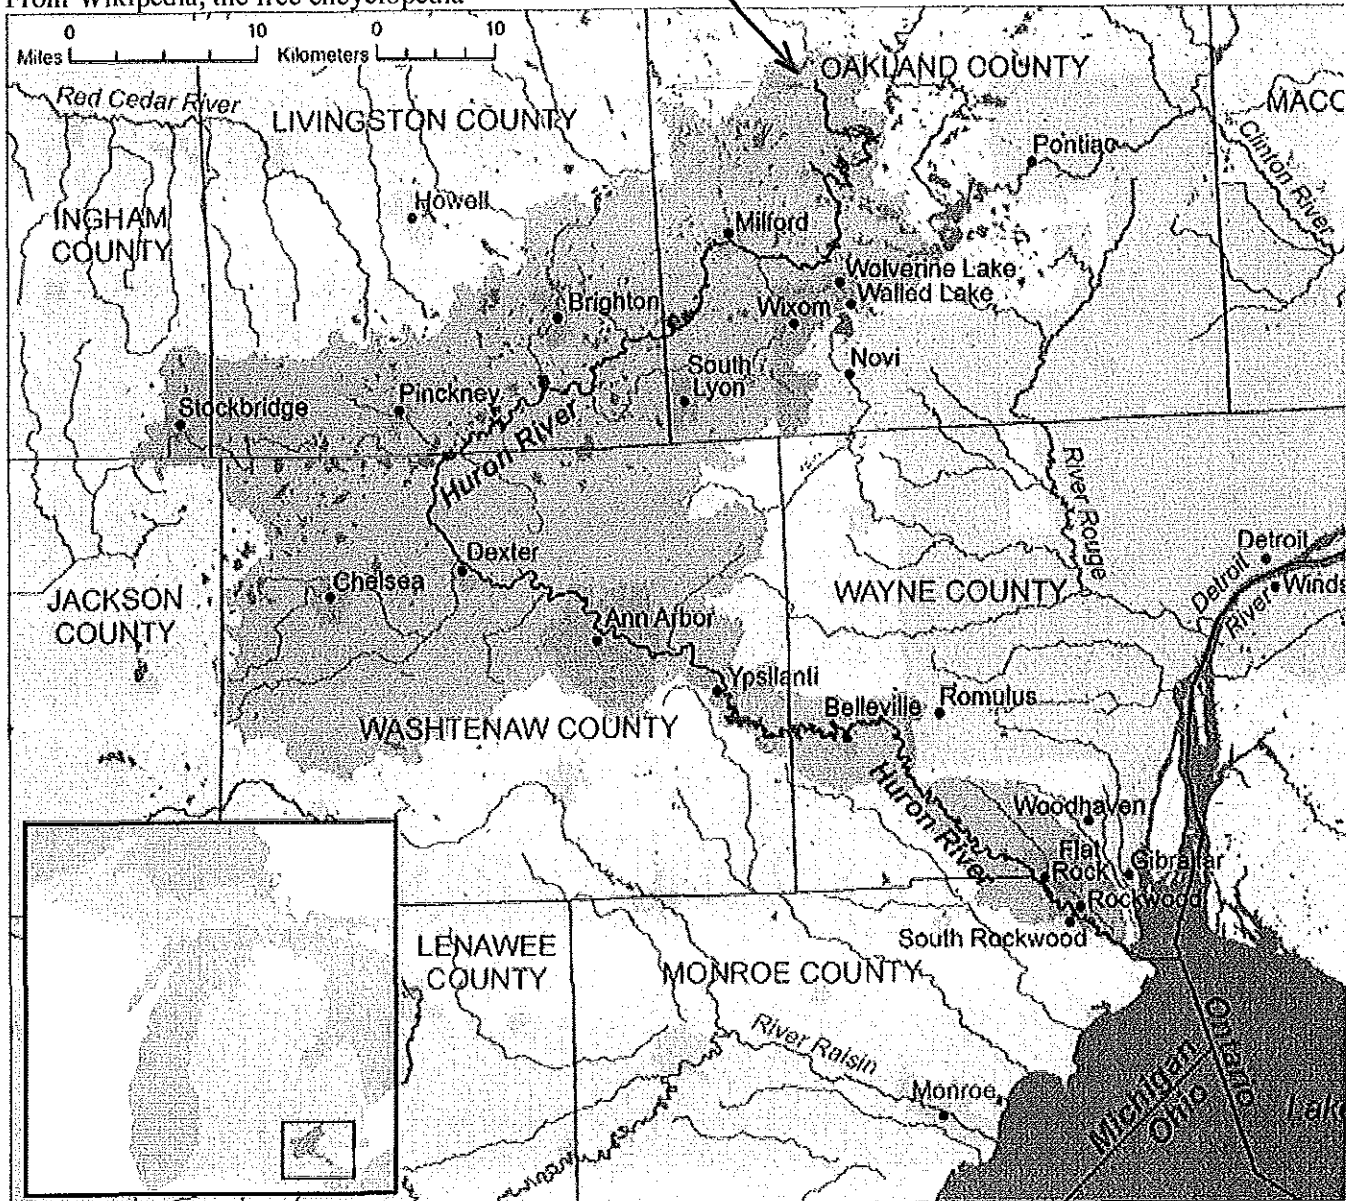 From Wikipedia, the free encyclopedia
0 10 0 10
Miles Kilometers
OAKLAND COUNTY
MACO
Red Cedar River
LIVINGSTON COUNTY
Clinton River
Pontiac
Howell
INGHAM
COUNTY
Milford
Wolverine Lake
Walled Lake
Brighton
Wixom
Novi
South
Lyon
Pinckney
Stockbridge
Huron River
River Rouge
Dexter
Detroit
Chelsea
WAYNE COUNTY
Detroit
River
Winds
JACKSON
COUNTY
Ann Arbor
Ypsilanti
Belleville
Romulus
WASHTENAW COUNTY
Huron River
Woodhaven
Flat
Rock
Gibraltar
Rockwood
South Rockwood
LENAWEE
COUNTY
MONROE COUNTY
River Raisin
Monroe
Michigan
Ohio
Ontario
Lake